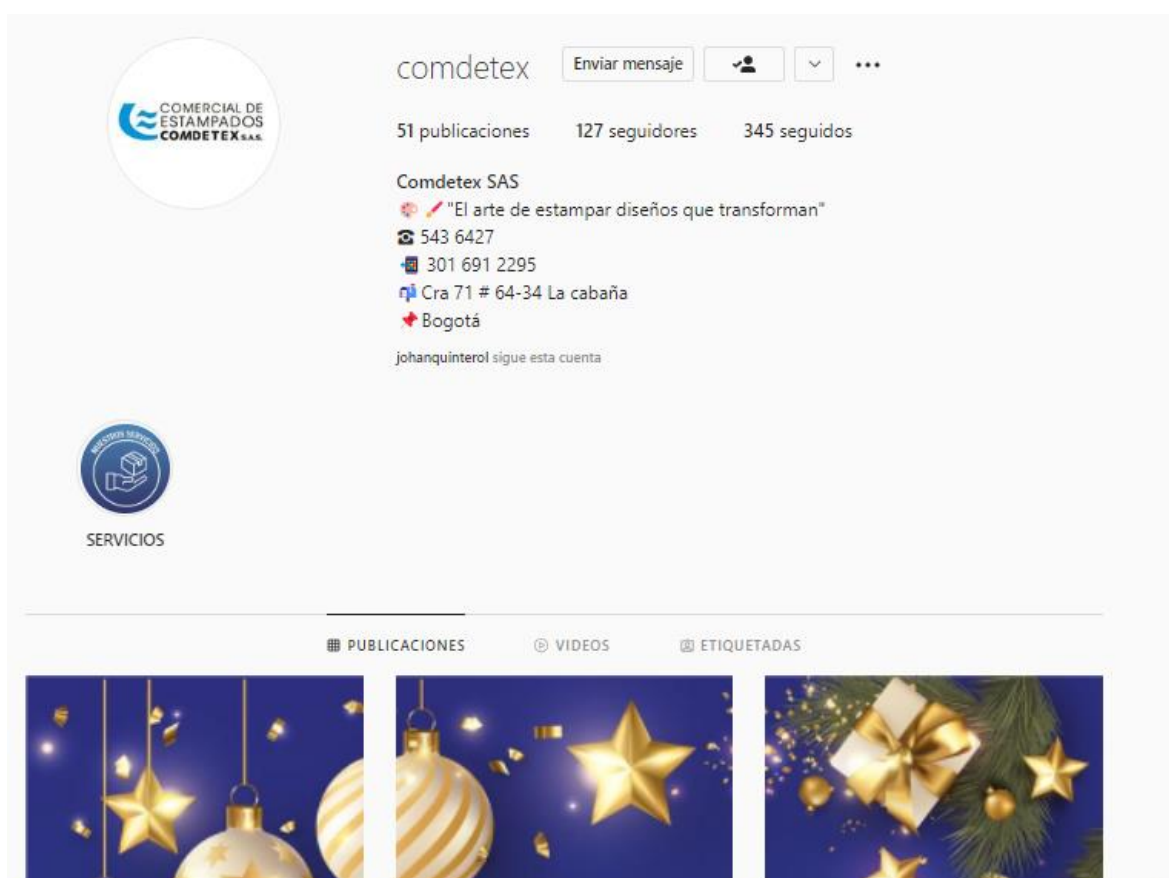 COMERCIAL DE
ESTAMPADOS
COMDETEX S.A.S.
comdetex Enviar mensaje
51 publicaciones 127 seguidores 345 seguidos
Comdetex SAS
"El arte de estampar diseños que transforman"
543 6427
301 691 2295
Cra 71 # 64-34 La cabaña
Bogotá
johanquinterol sigue esta cuenta
NUESTROS SERVICIOS
SERVICIOS
PUBLICACIONES VIDEOS ETIQUETADAS